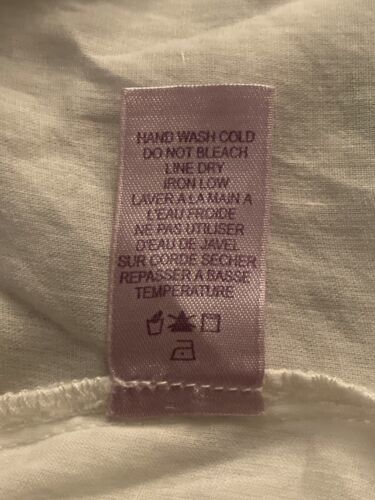 HAND WASH COLD
DO NOT BLEACH
LINE DRY
IRON LOW
LAVER A LA MAIN A
L'EAU FROIDE
NE PAS UTILISER
D'EAU DE JAVEL
SUR CORDE SECHER
REPASSER A BASSE
TEMPERATURE